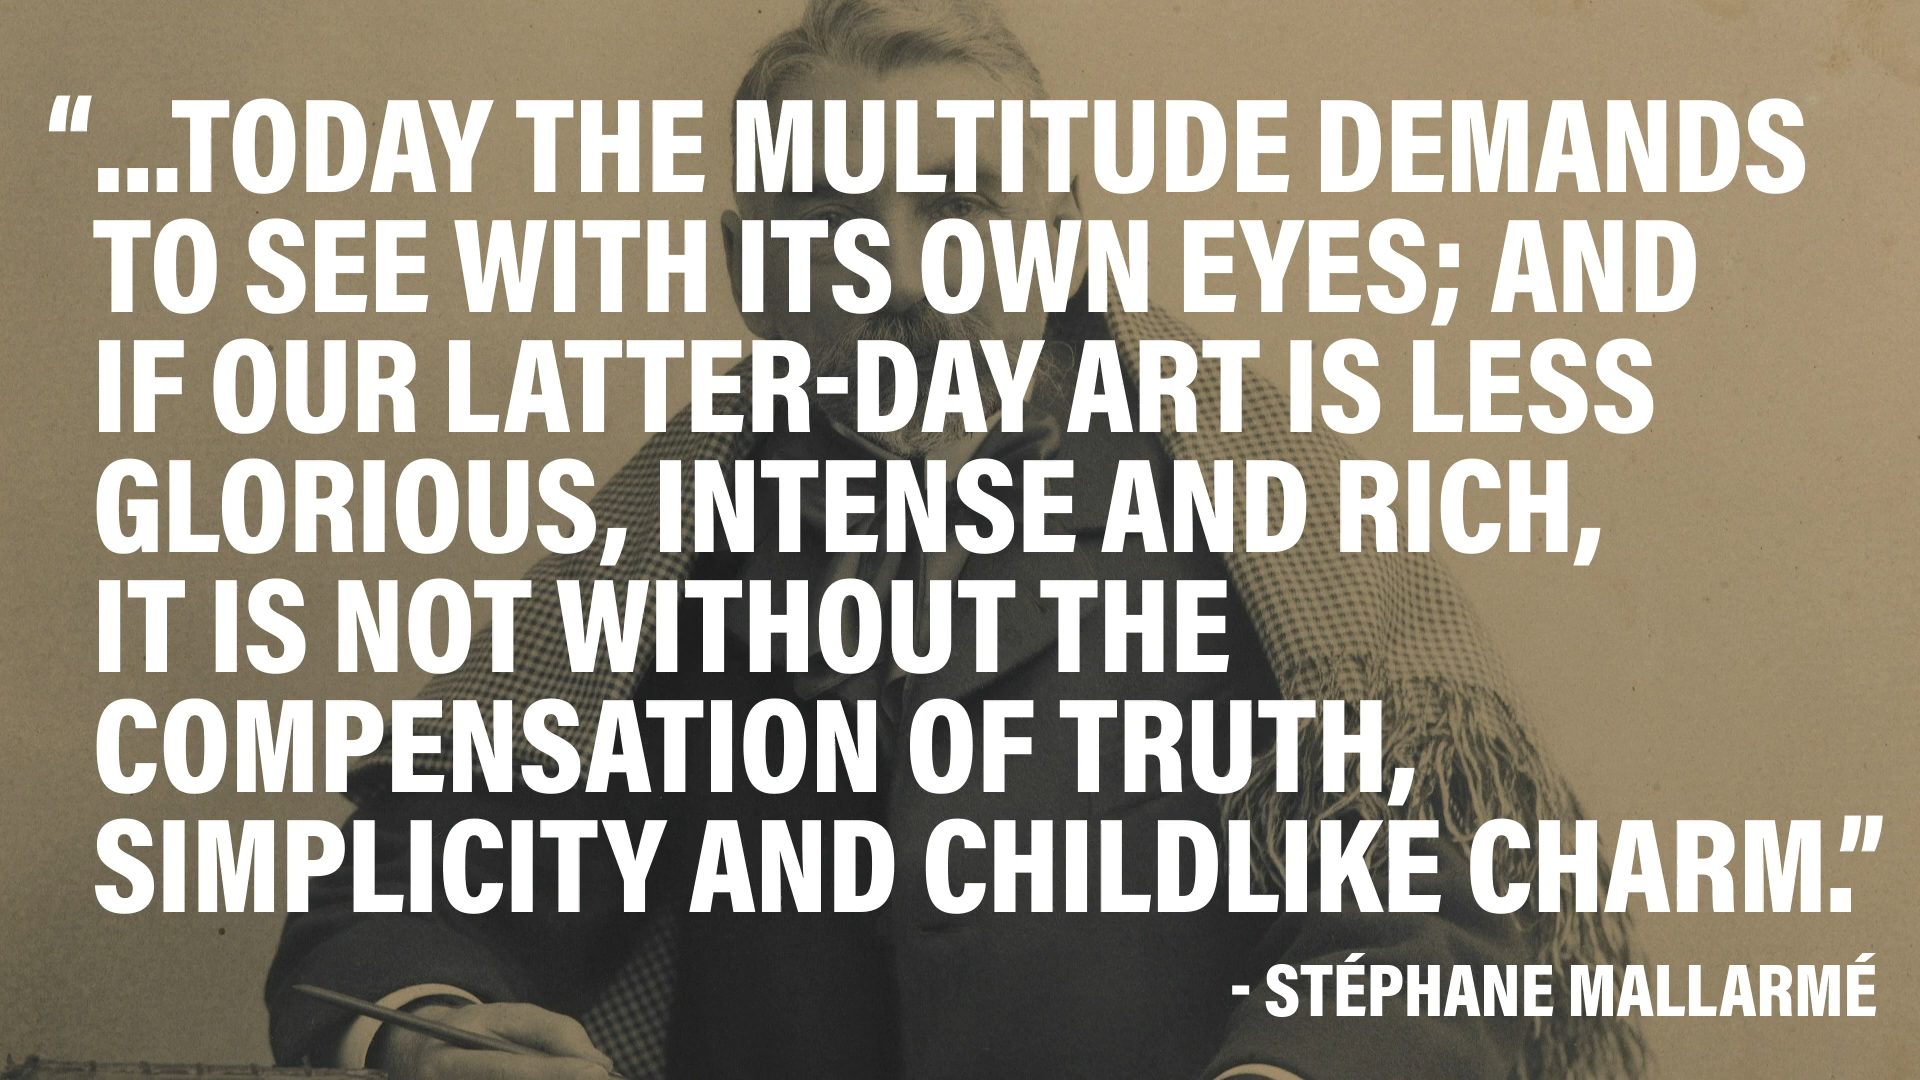 “...TODAY THE MULTITUDE DEMANDS
TO SEE WITH ITS OWN EYES; AND
IF OUR LATTER-DAY ART IS LESS
GLORIOUS, INTENSE AND RICH,
IT IS NOT WITHOUT THE
COMPENSATION OF TRUTH,
SIMPLICITY AND CHILDLIKE CHARM.”
- STÉPHANE MALLARMÉ